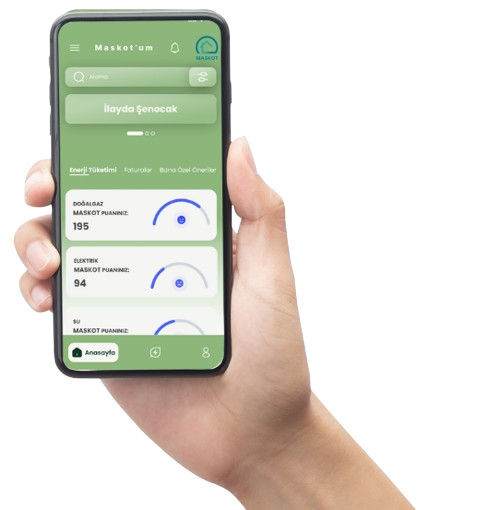 Maskot'um
MASKOT
Arama
İlayda Şenocak
Enerji Tüketimi Faturalar Bana Özel Öneriler
DOĞALGAZ
MASKOT PUANINIZ:
195
ELEKTRİK
MASKOT PUANINIZ:
94
SU
MASKOT PUANINIZ:
Anasayfa